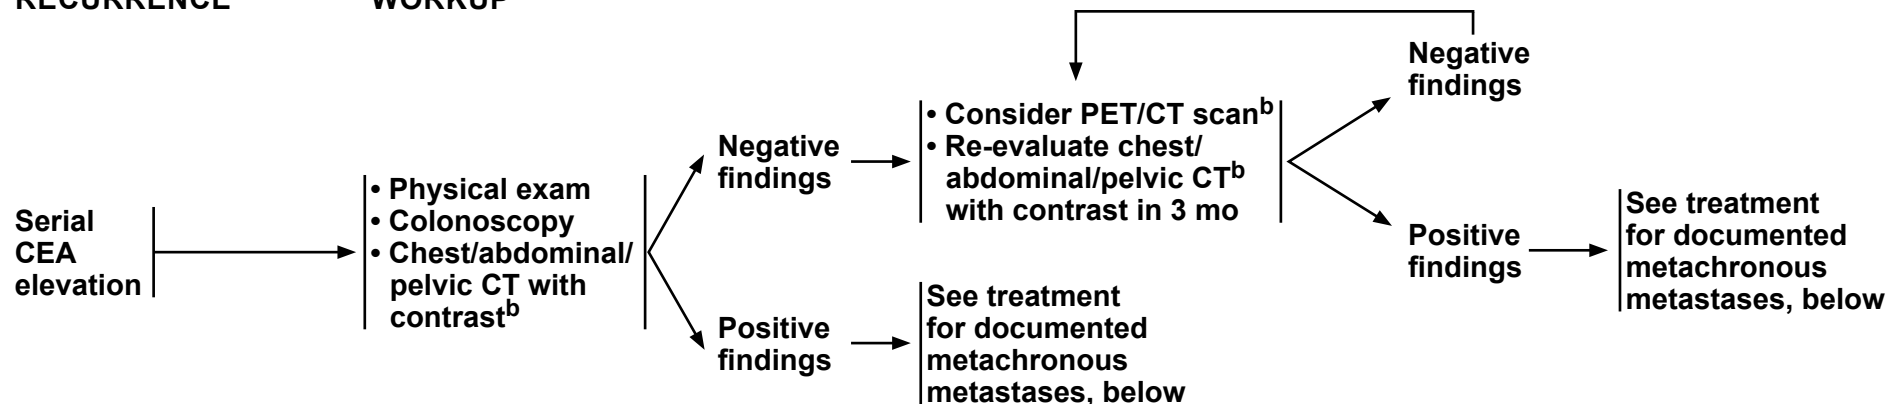 RECURRENCE
WORKUP
Serial
CEA
elevation
• Physical exam
• Colonoscopy
• Chest/abdominal/
pelvic CT with
contrastb
Negative
findings
Positive
findings
• Consider PET/CT scanb
• Re-evaluate chest/
abdominal/pelvic CTb
with contrast in 3 mo
See treatment
for documented
metachronous
metastases, below
Negative
findings
Positive
findings
See treatment
for documented
metachronous
metastases, below